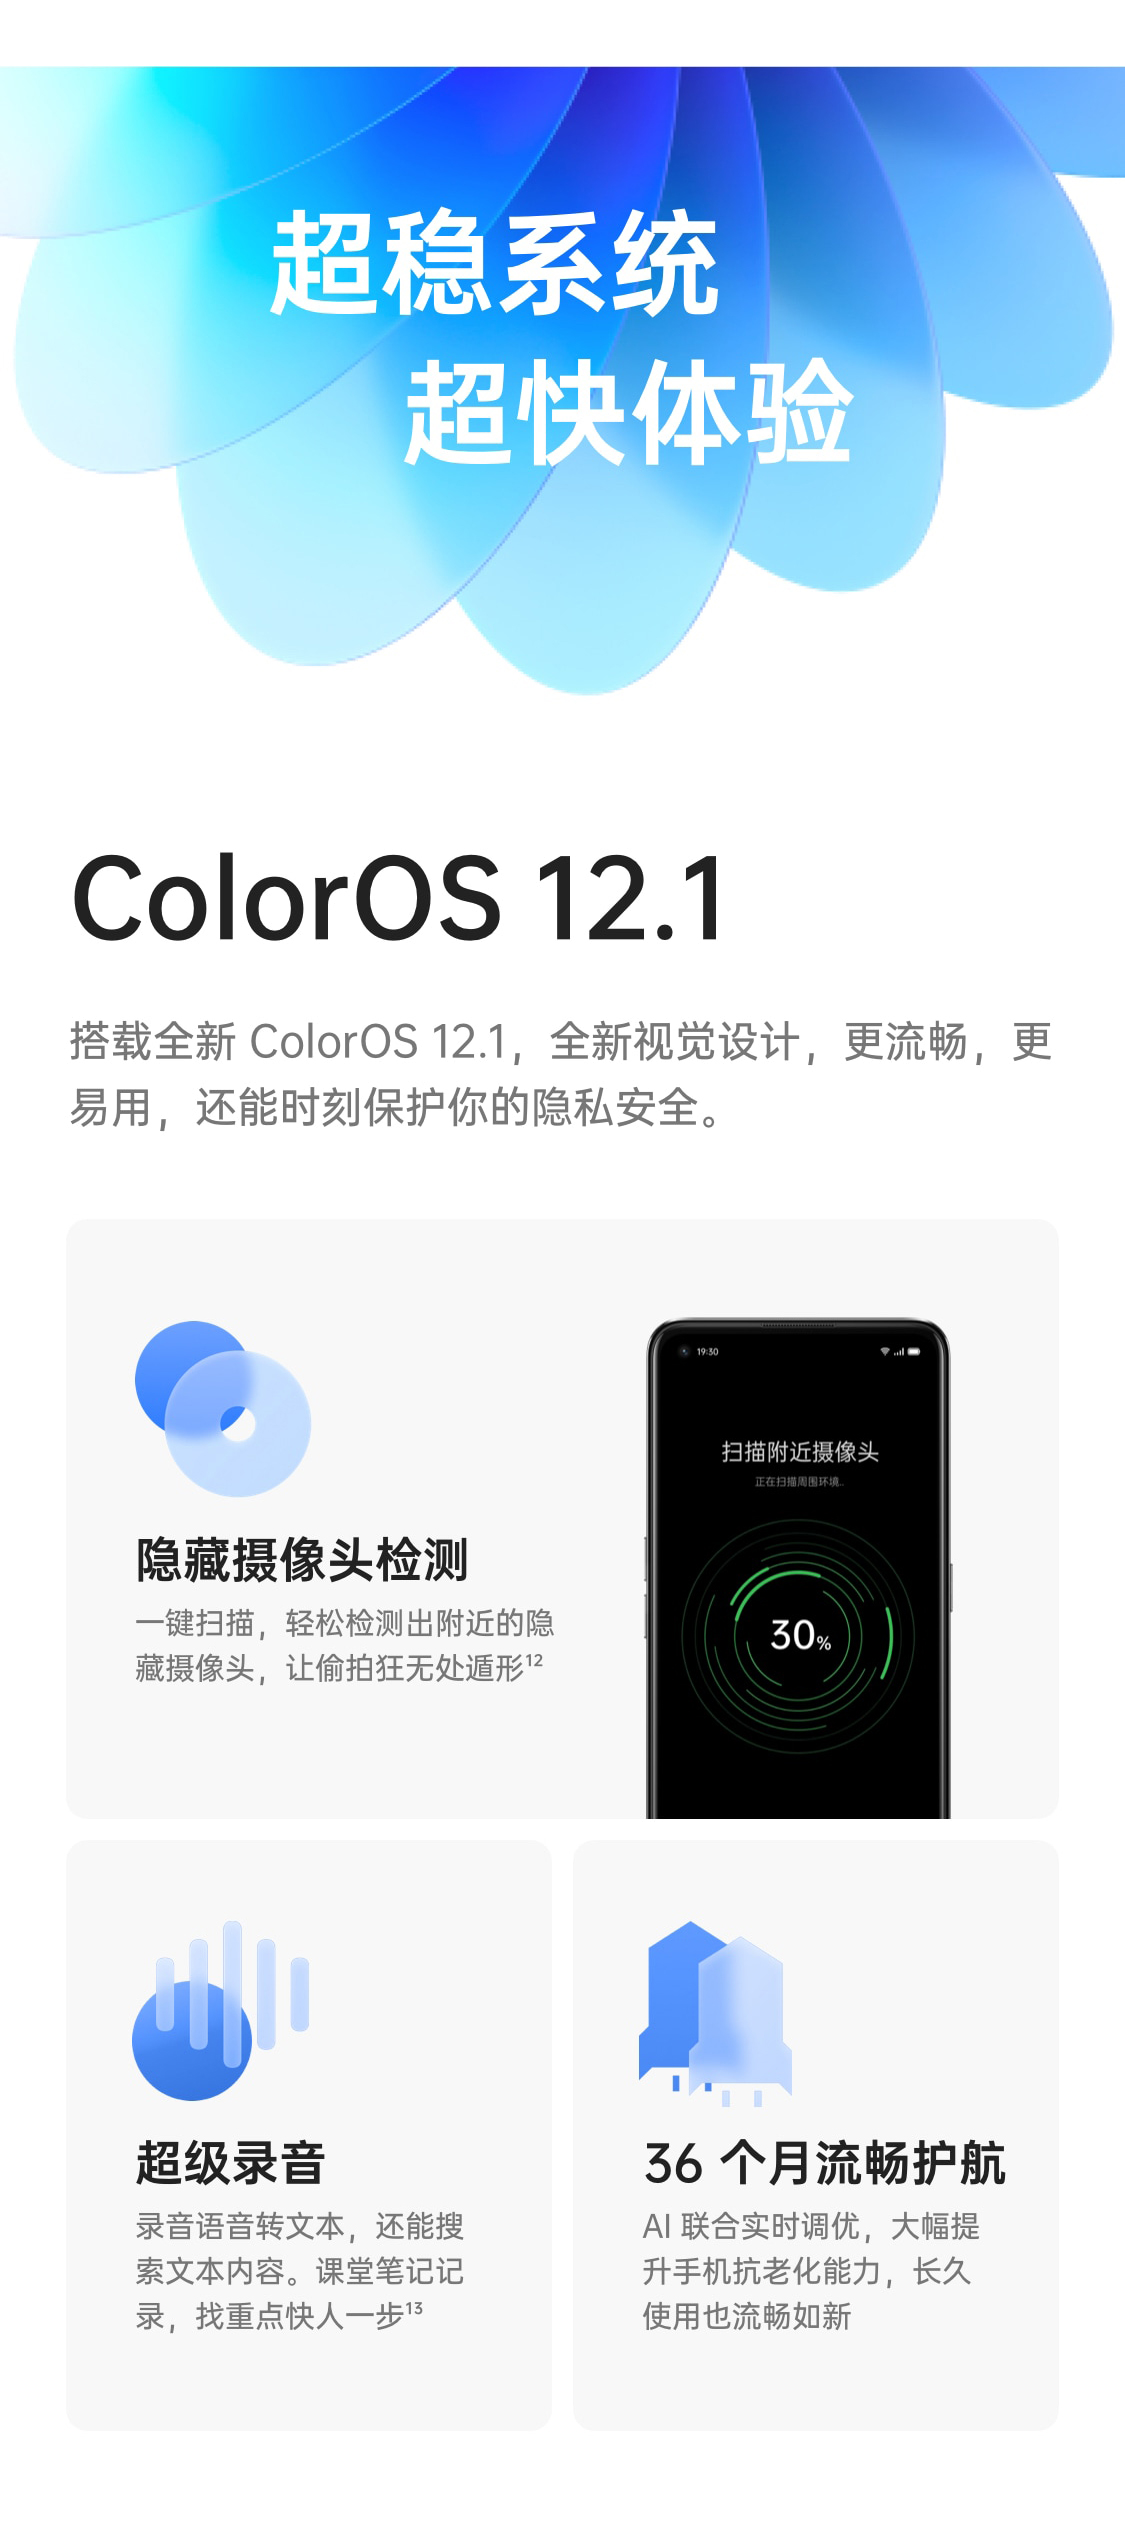 超稳系统
超快体验
ColorOS 12.1
搭载全新 ColorOS 12.1，全新视觉设计，更流畅，更
易用，还能时刻保护你的隐私安全。
19:30
扫描附近摄像头
正在扫描周围环境..
30%
隐藏摄像头检测
一键扫描，轻松检测出附近的隐
藏摄像头，让偷拍狂无处遁形¹²
超级录音
录音语音转文本，还能搜
索文本内容。课堂笔记记
录，找重点快人一步¹³
36 个月流畅护航
AI 联合实时调优，大幅提
升手机抗老化能力，长久
使用也流畅如新